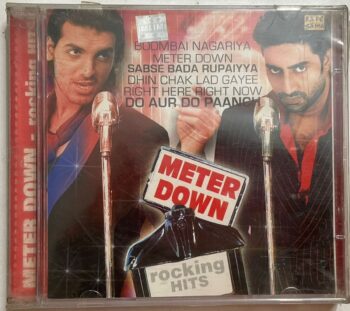 BOOMBAI NAGARIYA
METER DOWN
SABSE BADA RUPAIYYA
DHIN CHAK LAD GAYEE
RIGHT HERE RIGHT NOW
DO AUR DO PAANCH
METER
DOWN
rocking
HITS
METER DOWN - rocking HITS